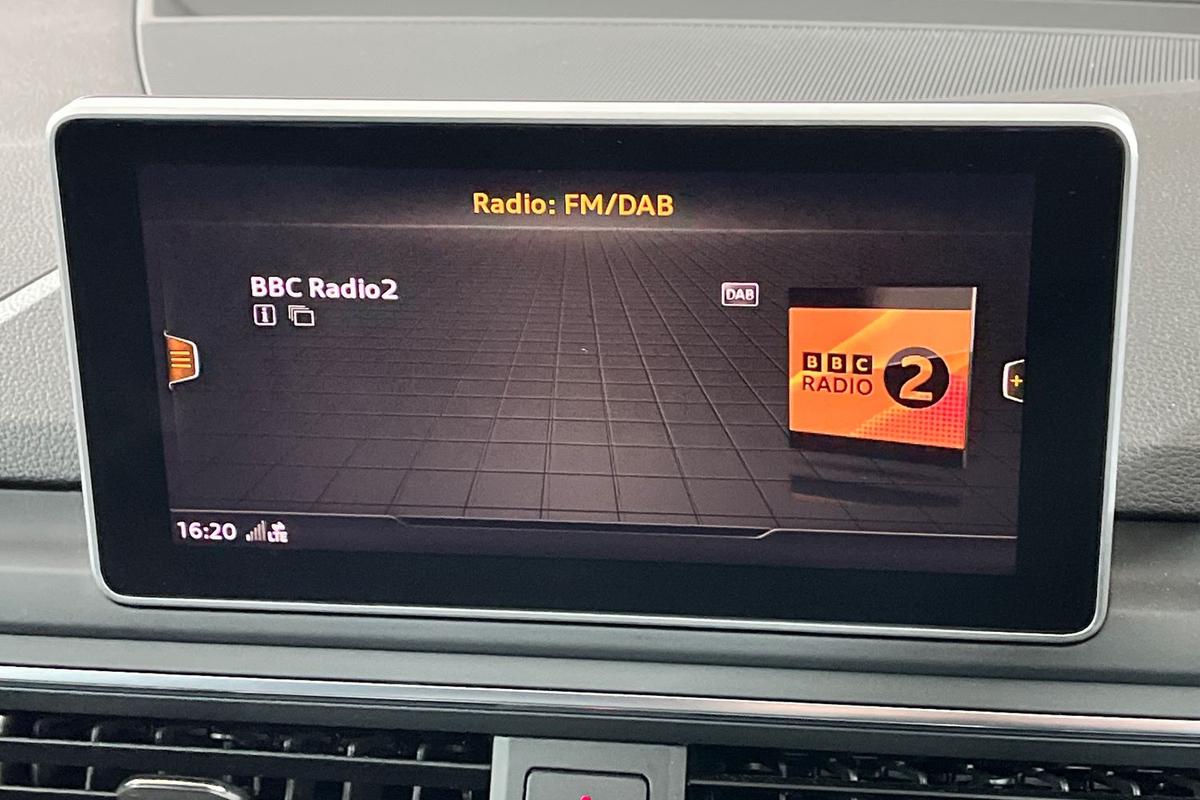 Radio: FM/DAB
BBC Radio2
DAB
BBC
RADIO 2
16:20 LTE